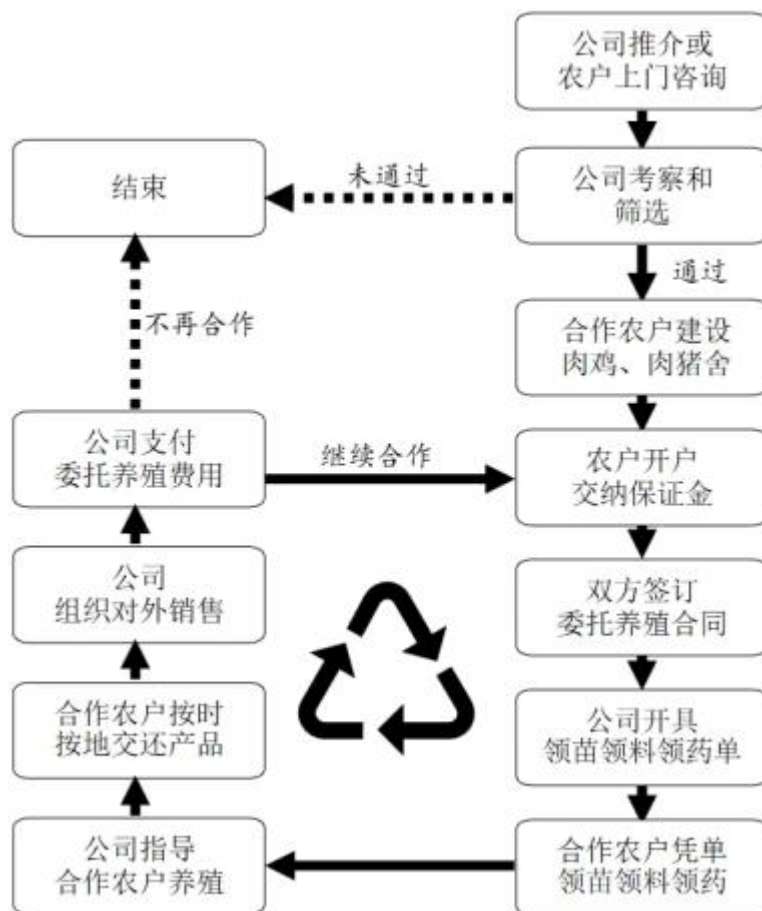 公司推介或
农户上门咨询
公司考察和
筛选
未通过
结束
通过
合作农户建设
肉鸡、肉猪舍
不再合作
农户开户
交纳保证金
继续合作
公司支付
委托养殖费用
双方签订
委托养殖合同
公司
组织对外销售
公司开具
领苗领料领药单
合作农户按时
按地交还产品
合作农户凭单
领苗领料领药
公司指导
合作农户养殖